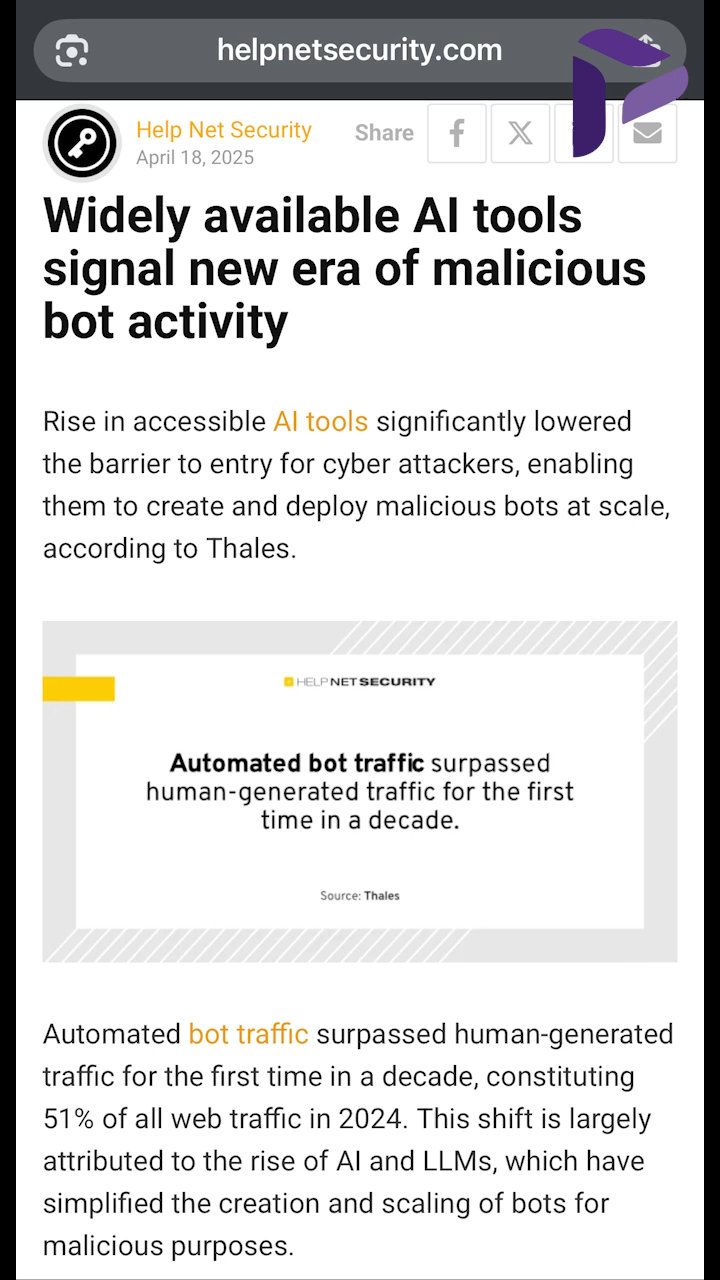 helpnetsecurity.com
Help Net Security
April 18, 2025
Share
Widely available AI tools
signal new era of malicious
bot activity
Rise in accessible AI tools significantly lowered
the barrier to entry for cyber attackers, enabling
them to create and deploy malicious bots at scale,
according to Thales.
HELPNETSECURITY
Automated bot traffic surpassed
human-generated traffic for the first
time in a decade.
Source: Thales
Automated bot traffic surpassed human-generated
traffic for the first time in a decade, constituting
51% of all web traffic in 2024. This shift is largely
attributed to the rise of AI and LLMs, which have
simplified the creation and scaling of bots for
malicious purposes.